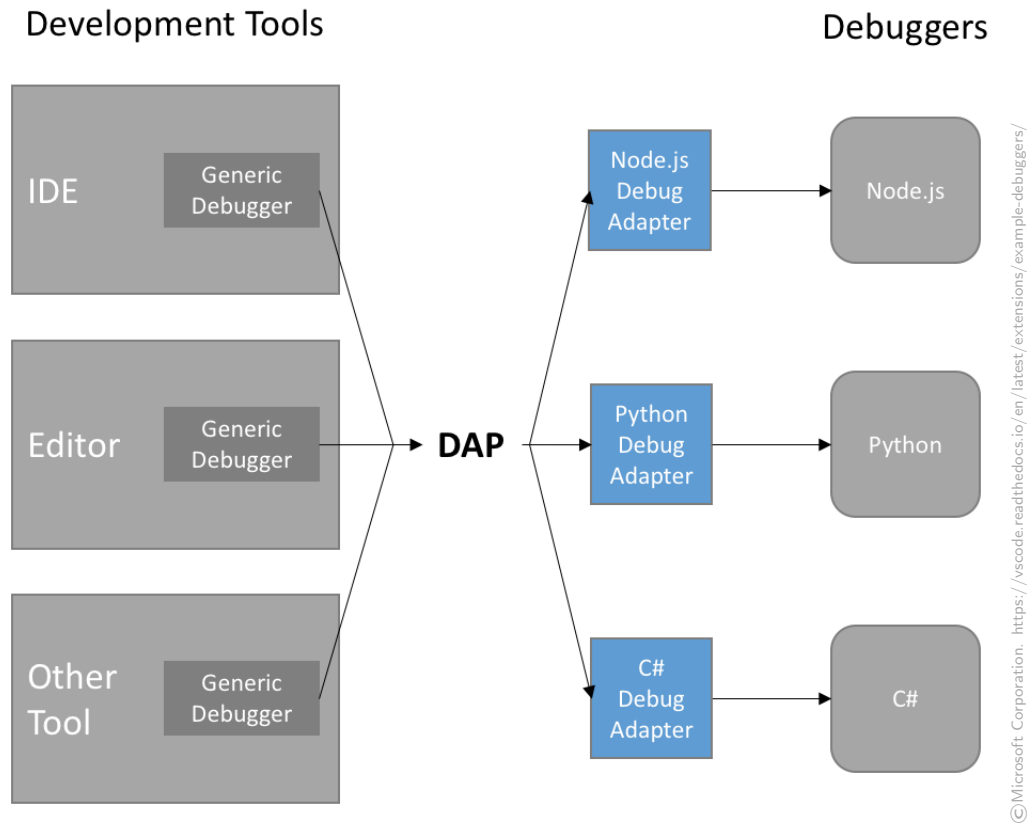 Development Tools
Debuggers
IDE
Generic
Debugger
Node.js
Debug
Adapter
Node.js
Editor
Generic
Debugger
DAP
Python
Debug
Adapter
Python
Other
Tool
Generic
Debugger
C#
Debug
Adapter
C#
©Microsoft Corporation. https://vscode.readthedocs.io/en/latest/extensions/example-debuggers/